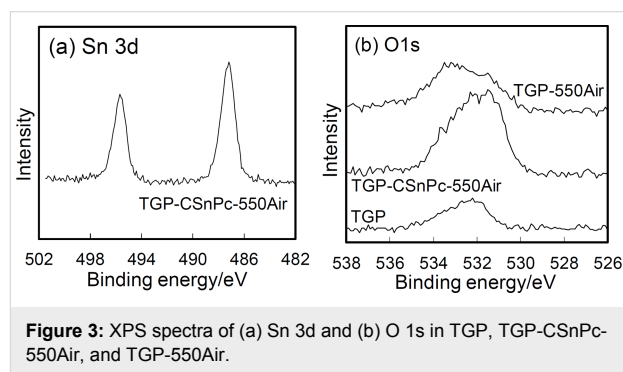 (a) Sn 3d
Intensity
TGP-CSnPc-550Air
502 498 494 490 486 482
Binding energy/eV
(b) O1s
Intensity
TGP-550Air
TGP-CSnPc-550Air
TGP
538 536 534 532 530 528 526
Binding energy/eV
Figure 3: XPS spectra of (a) Sn 3d and (b) O 1s in TGP, TGP-CSnPc-
550Air, and TGP-550Air.